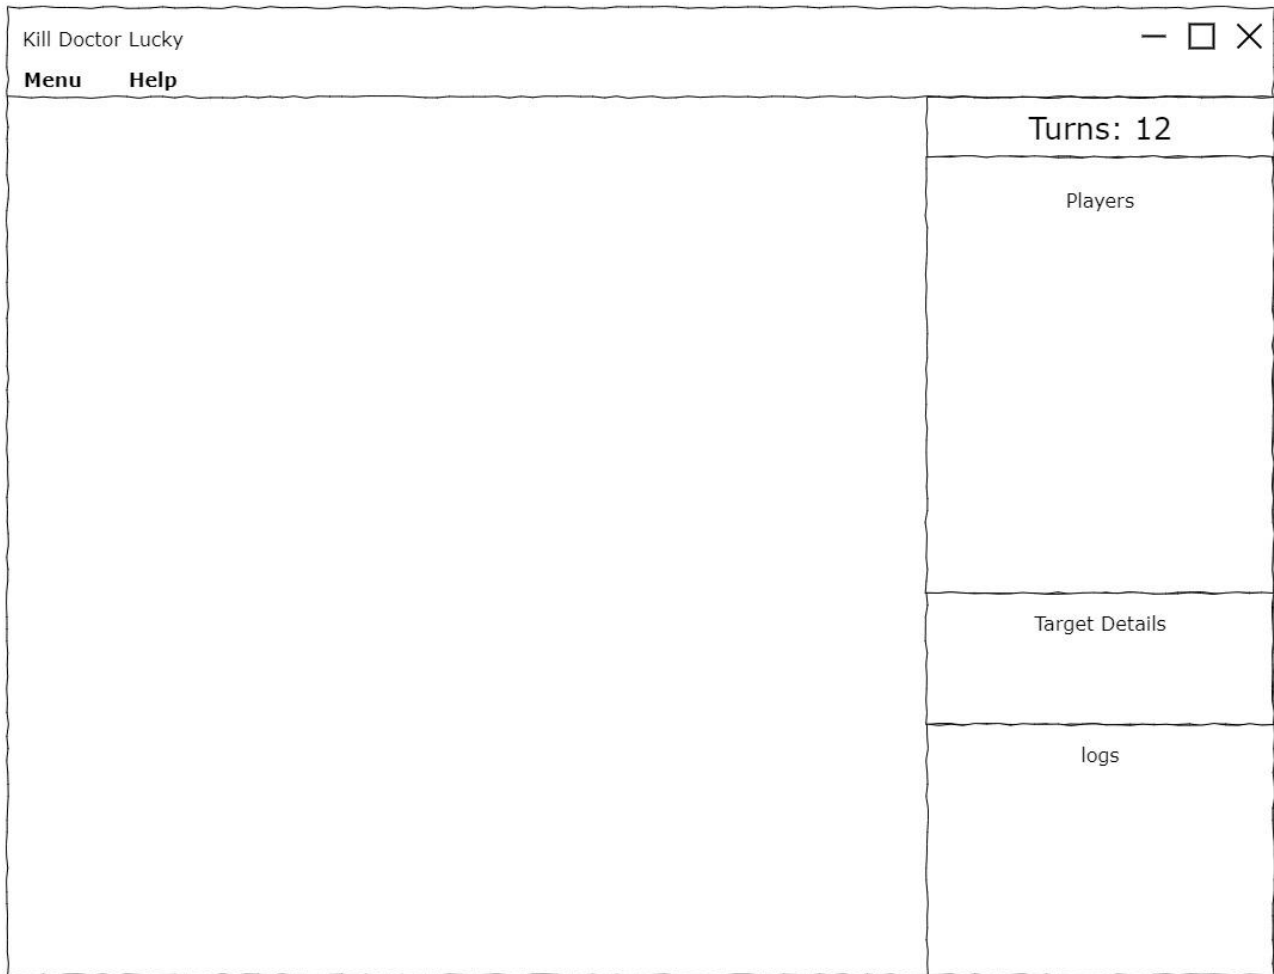 Kill Doctor Lucky
Menu Help
Turns: 12
Players
Target Details
logs